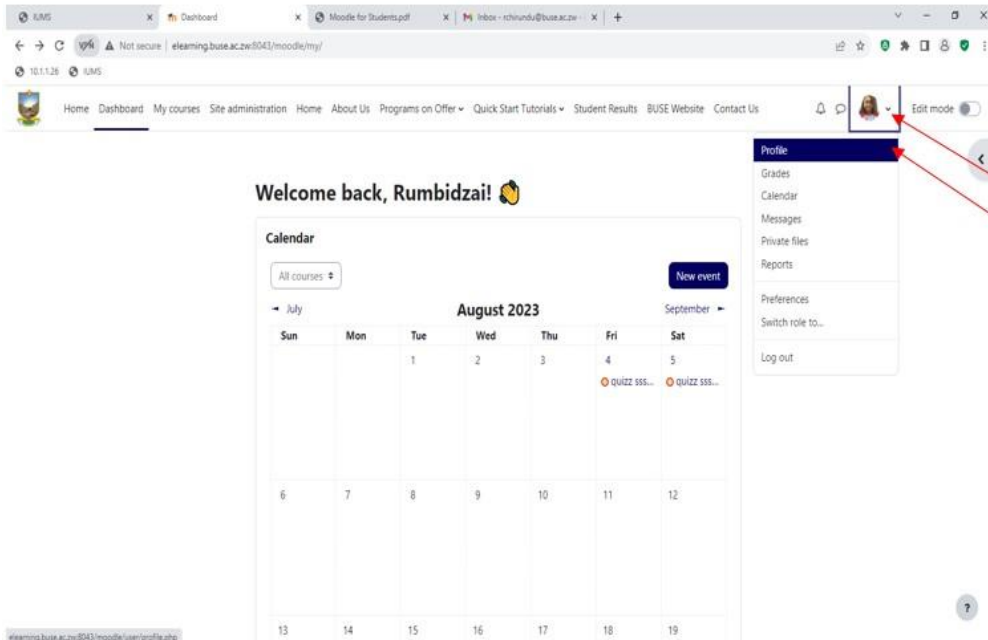 IUMS
Dashboard
Moodle for Students.pdf
Inbox - rchirundu@buse.ac.zw -
Not secure | elearning.buse.ac.zw:8043/moodle/my/
10.1.1.26 IUMS
Home Dashboard My courses Site administration Home About Us Programs on Offer Quick Start Tutorials Student Results BUSE Website Contact Us Edit mode
Profile
Grades
Calendar
Messages
Private files
Reports
Preferences
Switch role to...
Log out
Welcome back, Rumbidzai! 👋
Calendar
All courses New event
July August 2023 September
Sun Mon Tue Wed Thu Fri Sat
1 2 3 4 5
quizz sss... quizz sss...
6 7 8 9 10 11 12
13 14 15 16 17 18 19
?
elearning.buse.ac.zw:8043/moodle/user/profile.php